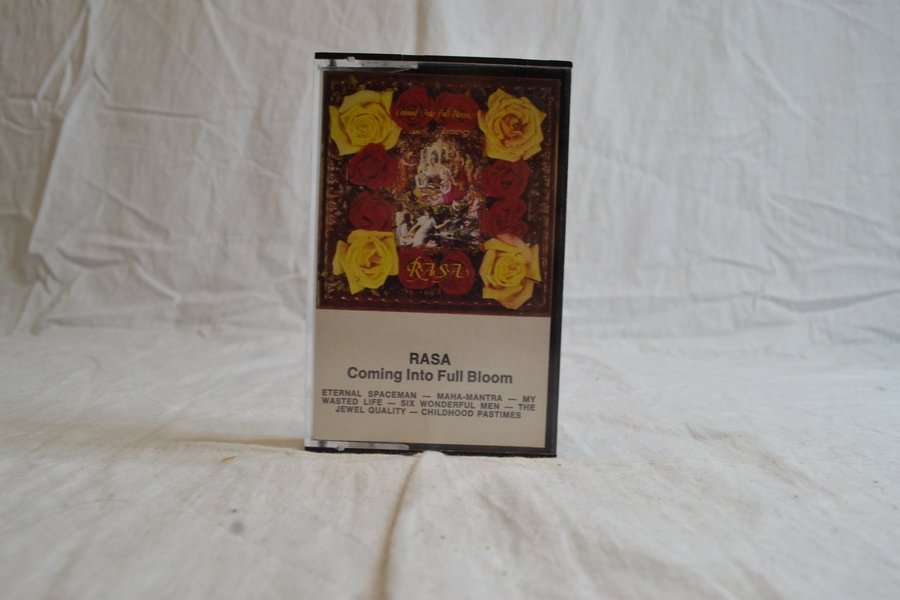 Coming Into Full Bloom
RASA
RASA
Coming Into Full Bloom
ETERNAL SPACEMAN — MAHA-MANTRA — MY
WASTED LIFE — SIX WONDERFUL MEN — THE
JEWEL QUALITY — CHILDHOOD PASTIMES